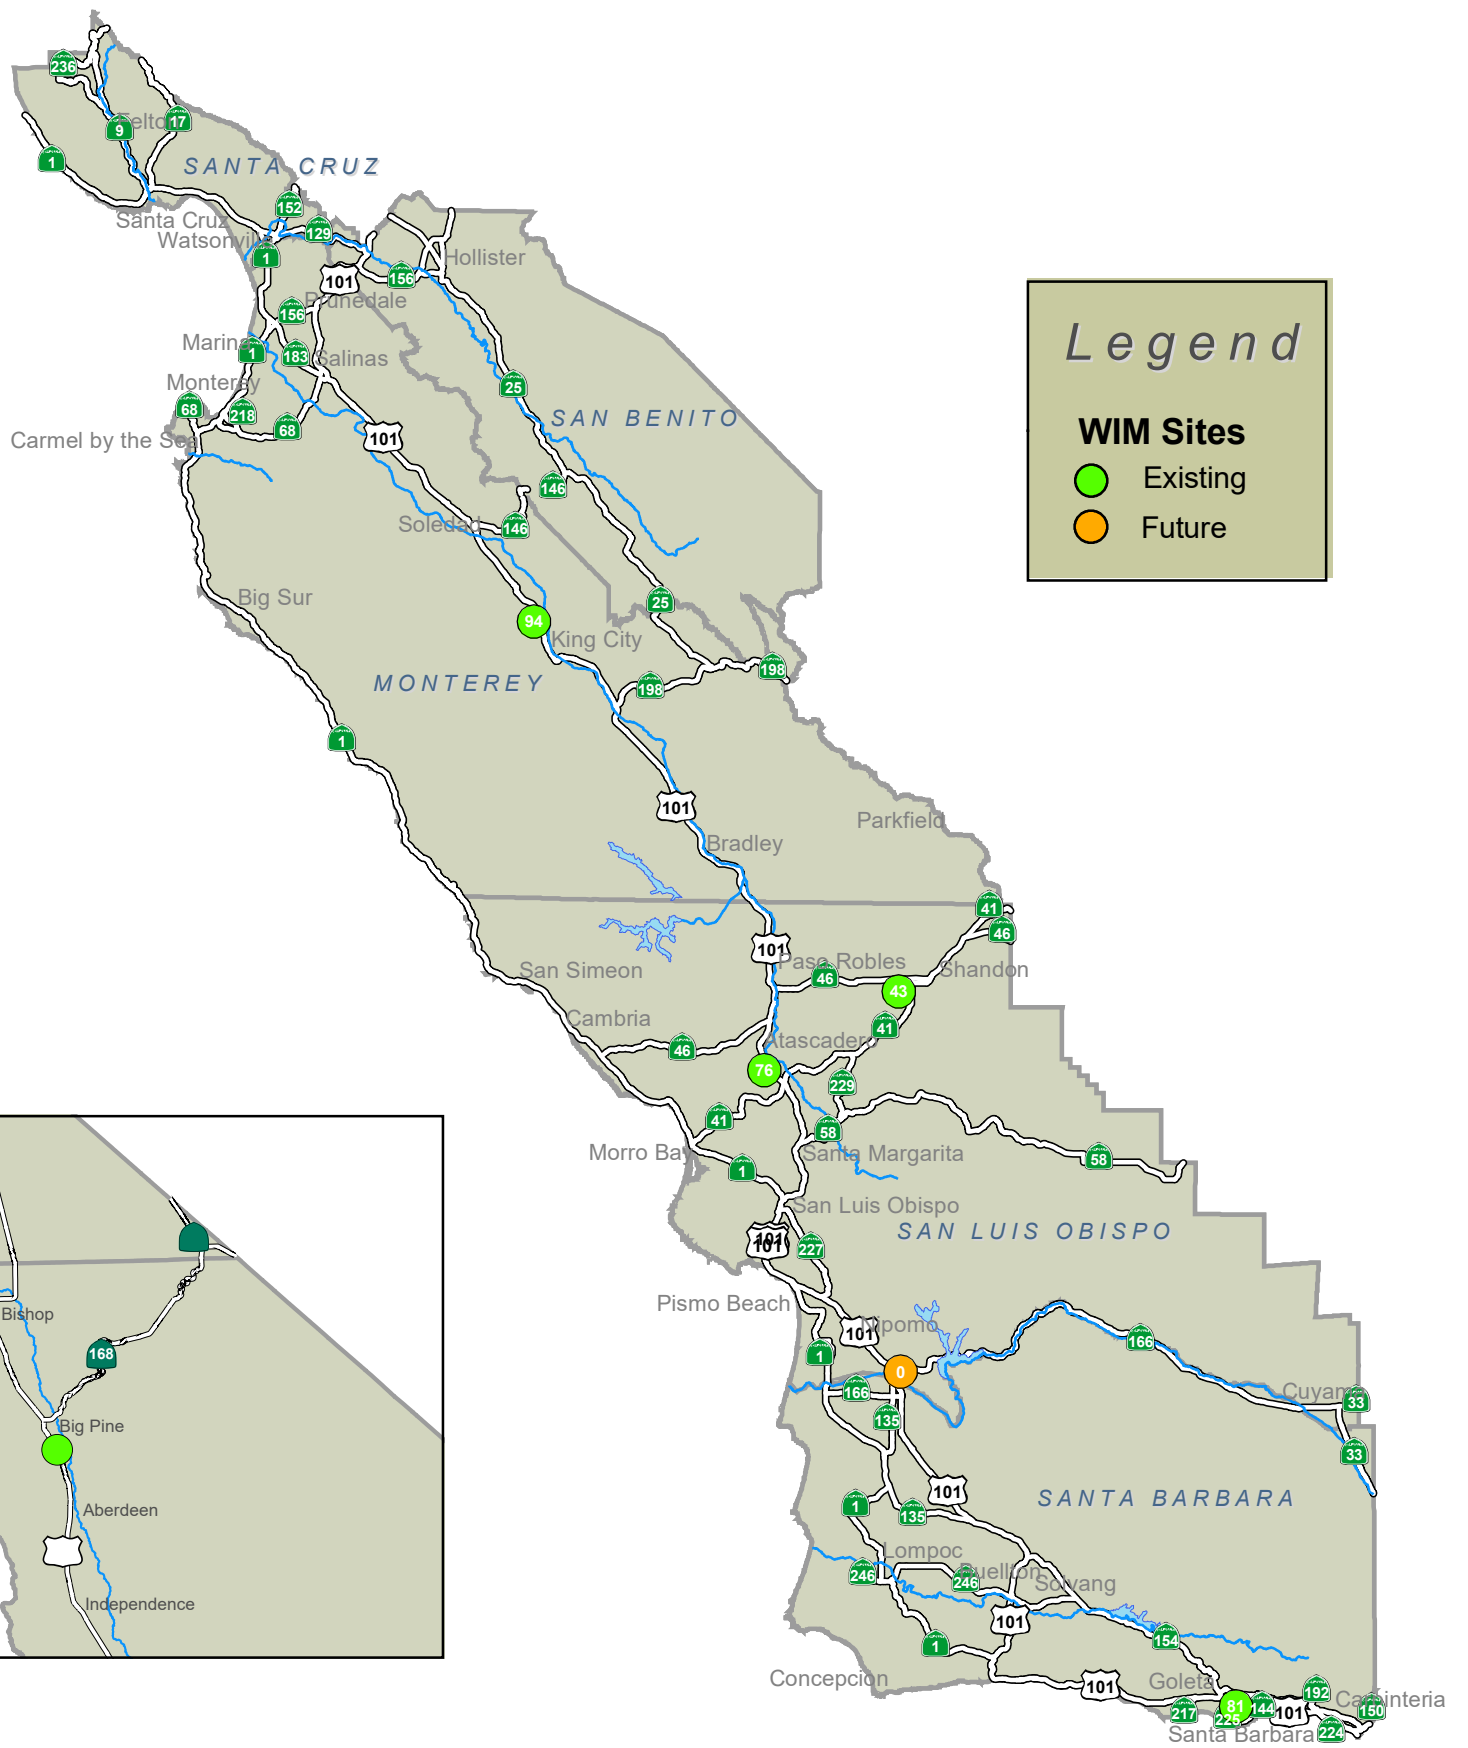 236
9
Felton
17
1
SANTA CRUZ
152
Santa Cruz
129
Watsonville
1
Hollister
101
156
Prunedale
156
Marina
1
183
Salinas
Monterey
68
218
25
68
101
SAN BENITO
Carmel by the Sea
146
Soledad
146
Big Sur
25
94
King City
198
198
MONTEREY
1
101
Parkfield
Bradley
41
46
101
Paso Robles
San Simeon
46
Shandon
43
Cambria
41
46
Atascadero
76
229
41
58
Morro Bay
Santa Margarita
58
1
San Luis Obispo
SAN LUIS OBISPO
101
101
227
Pismo Beach
101
Nipomo
166
1
0
166
Cuyama
33
135
33
101
SANTA BARBARA
1
135
Lompoc
246
Buellton
246
Solvang
101
1
154
Concepcion
101
Goleta
192
Carpinteria
81
144
217
225
101
150
Santa Barbara
224
Legend
WIM Sites
Existing
Future
Bishop
168
Big Pine
Aberdeen
Independence